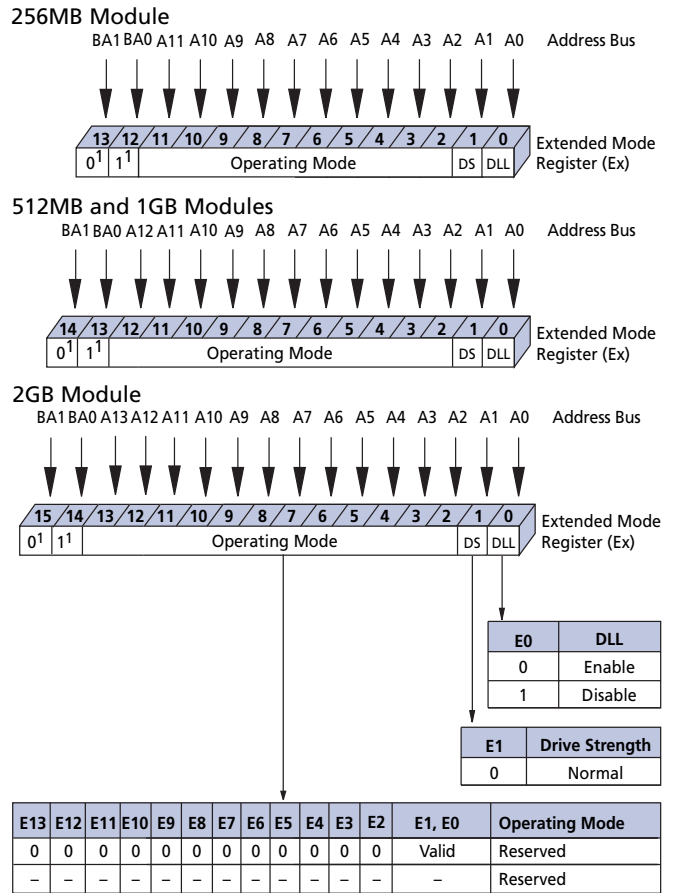 256MB Module
BA1 BA0 A11 A10 A9 A8 A7 A6 A5 A4 A3 A2 A1 A0 Address Bus
13 12 11 10 9 8 7 6 5 4 3 2 1 0 Extended Mode
0¹ 1¹ Operating Mode DS DLL Register (Ex)
512MB and 1GB Modules
BA1 BA0 A12 A11 A10 A9 A8 A7 A6 A5 A4 A3 A2 A1 A0 Address Bus
14 13 12 11 10 9 8 7 6 5 4 3 2 1 0 Extended Mode
0¹ 1¹ Operating Mode DS DLL Register (Ex)
2GB Module
BA1 BA0 A13 A12 A11 A10 A9 A8 A7 A6 A5 A4 A3 A2 A1 A0 Address Bus
15 14 13 12 11 10 9 8 7 6 5 4 3 2 1 0 Extended Mode
0¹ 1¹ Operating Mode DS DLL Register (Ex)
E0 DLL
0 Enable
1 Disable
E1 Drive Strength
0 Normal
E13 E12 E11 E10 E9 E8 E7 E6 E5 E4 E3 E2 E1, E0 Operating Mode
0 0 0 0 0 0 0 0 0 0 0 0 Valid Reserved
– – – – – – – – – – – – – Reserved